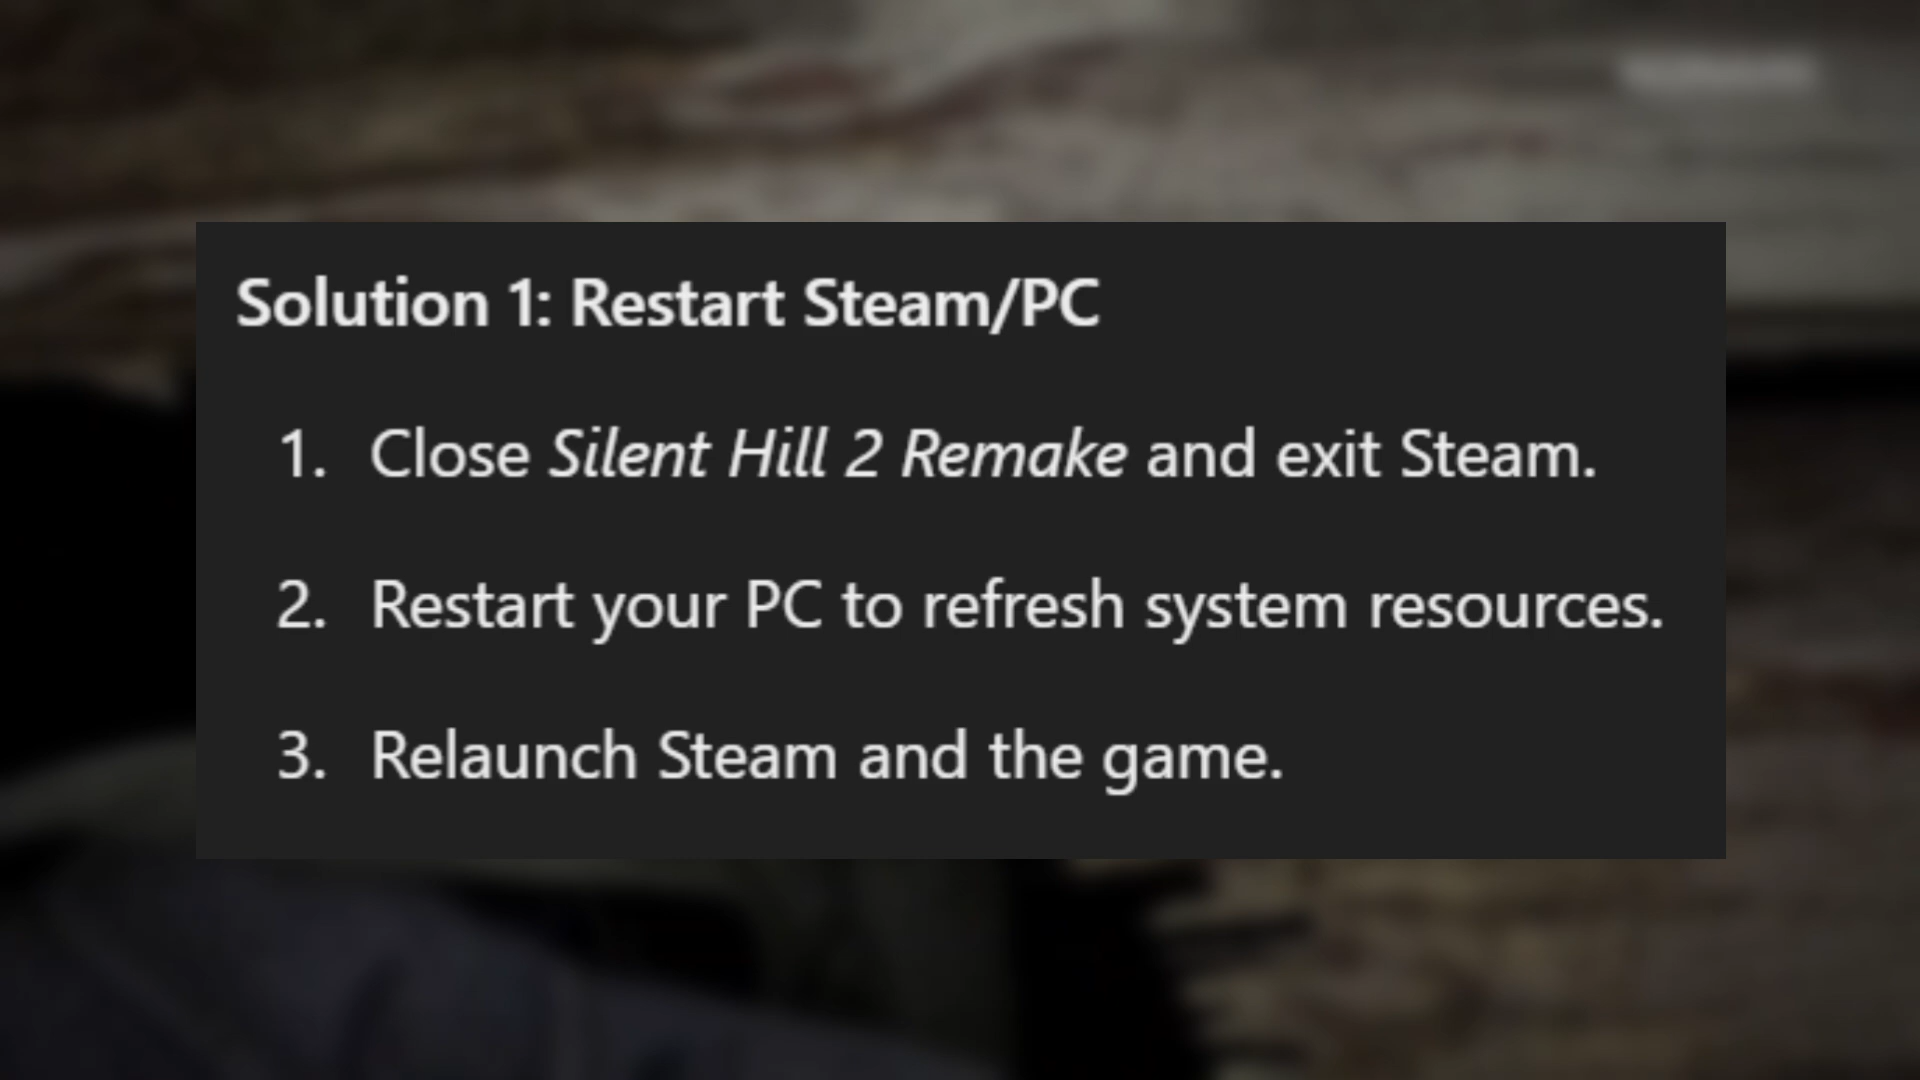 Solution 1: Restart Steam/PC
1. Close Silent Hill 2 Remake and exit Steam.
2. Restart your PC to refresh system resources.
3. Relaunch Steam and the game.